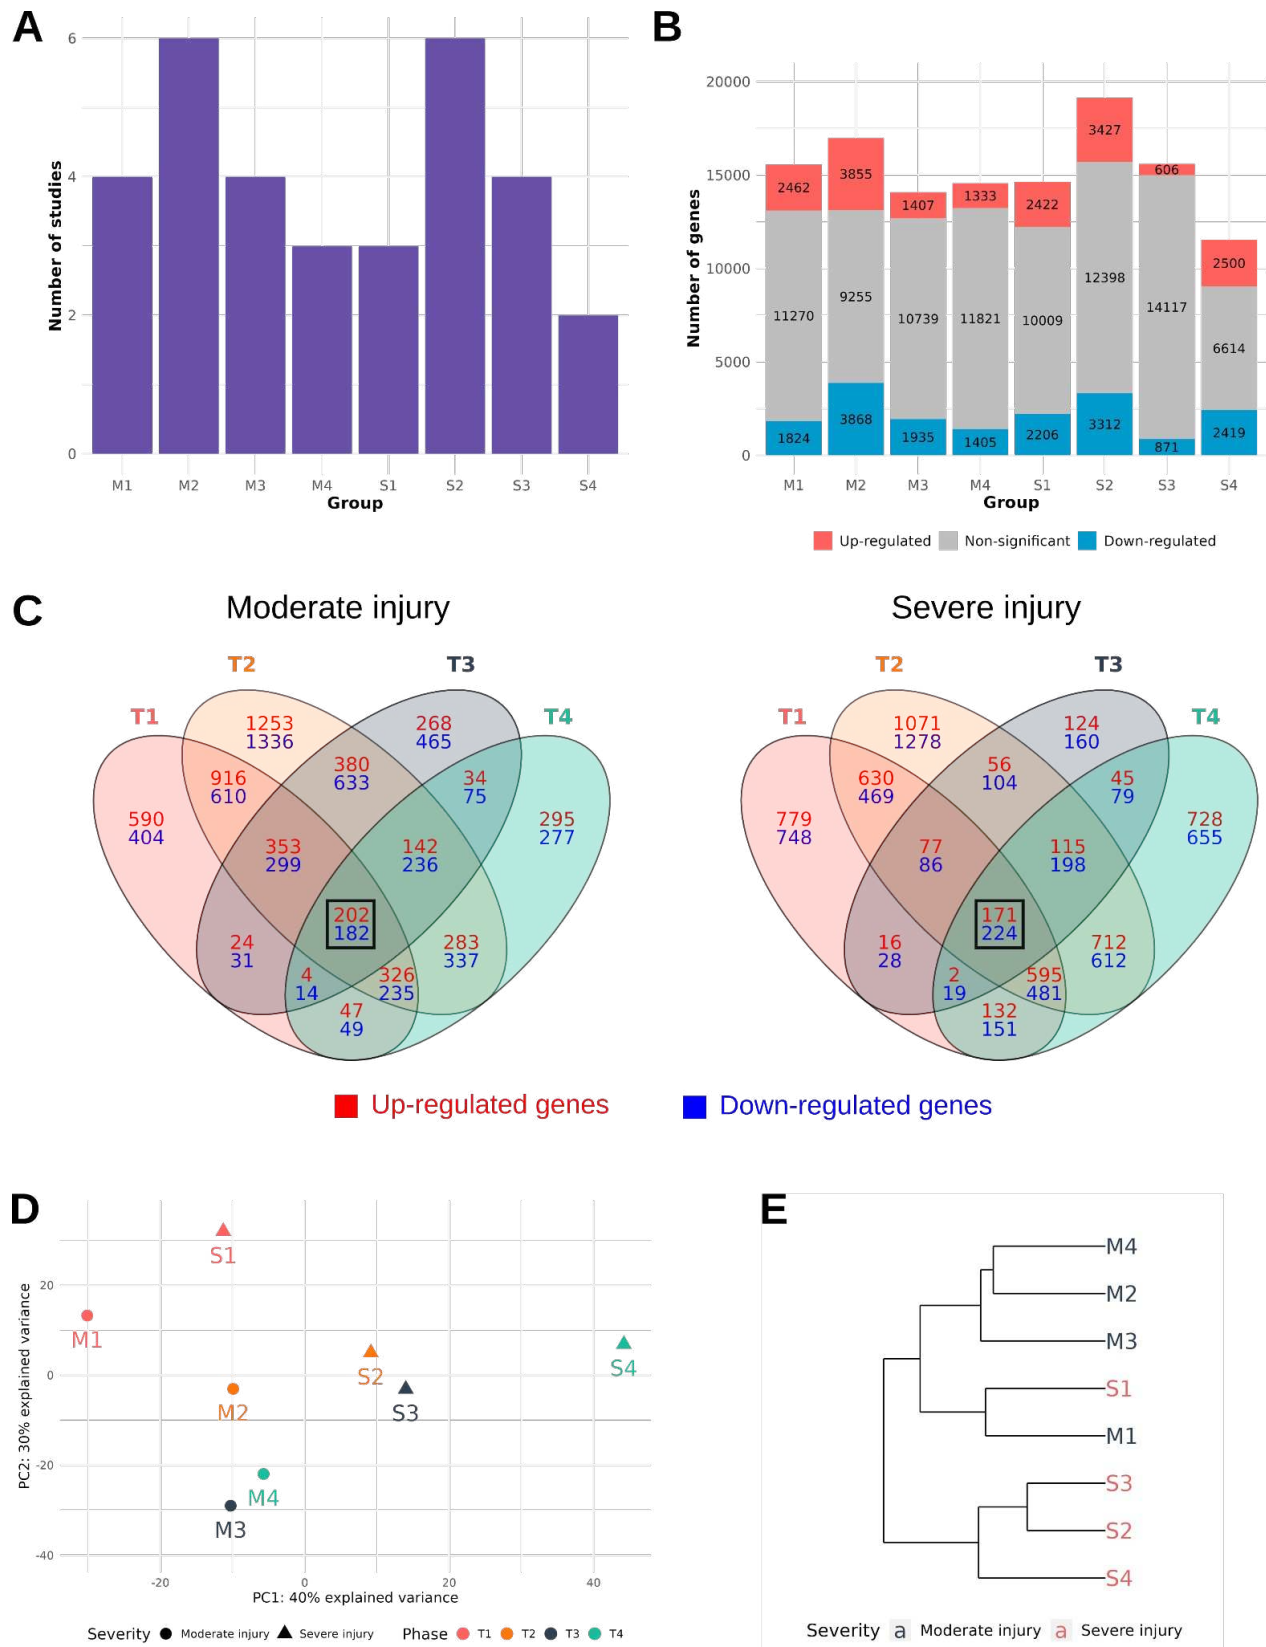 A
6
4
2
0
Number of studies
M1 M2 M3 M4 S1 S2 S3 S4
Group
B
20000
15000
10000
5000
0
Number of genes
2462 3855 1407 1333 2422 3427 606 2500
11270 9255 10739 11821 10009 12398 14117 6614
1824 3868 1935 1405 2206 3312 871 2419
M1 M2 M3 M4 S1 S2 S3 S4
Group
Up-regulated Non-significant Down-regulated
C
Moderate injury
T1 T2 T3 T4
1253
1336
268
465
916
610
380
633
34
75
590
404
295
277
353
299
142
236
202
182
24
31
283
337
4
14
326
235
47
49
Severe injury
T1 T2 T3 T4
1071
1278
124
160
630
469
56
104
45
79
779
748
728
655
77
86
115
198
171
224
16
28
712
612
2
19
595
481
132
151
Up-regulated genes Down-regulated genes
D
PC2: 30% explained variance
20
0
-20
-40
S1
M1
S2
S4
M2
S3
M4
M3
-20 0 20 40
PC1: 40% explained variance
Severity Moderate injury Severe injury Phase T1 T2 T3 T4
E
M4
M2
M3
S1
M1
S3
S2
S4
Severity a Moderate injury a Severe injury